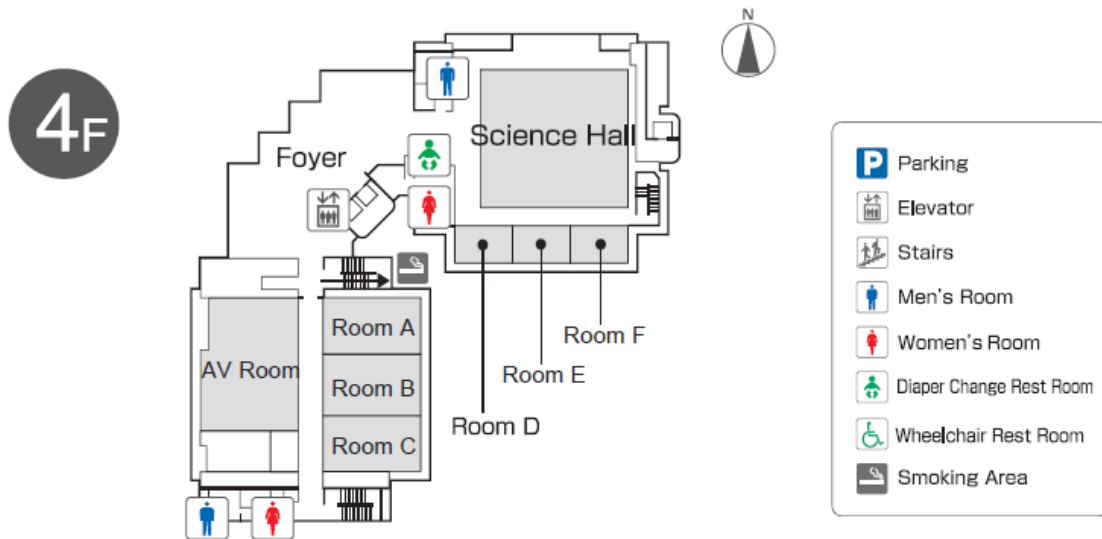 N
4F
Science Hall
Foyer
Room A
Room F
AV Room
Room E
Room B
Room D
Room C
P Parking
Elevator
Stairs
Men's Room
Women's Room
Diaper Change Rest Room
Wheelchair Rest Room
Smoking Area